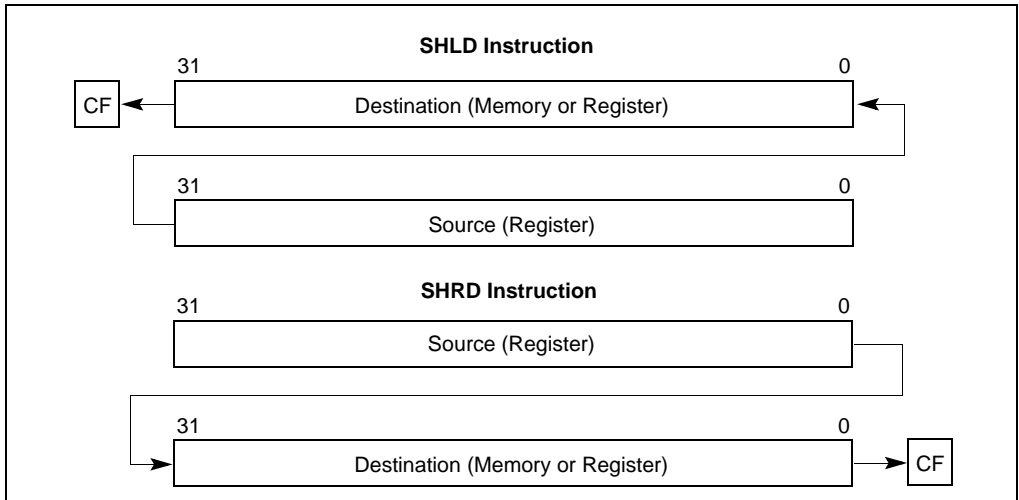 SHLD Instruction
31 0
CF Destination (Memory or Register)
31 0
Source (Register)
SHRD Instruction
31 0
Source (Register)
31 0
Destination (Memory or Register) CF